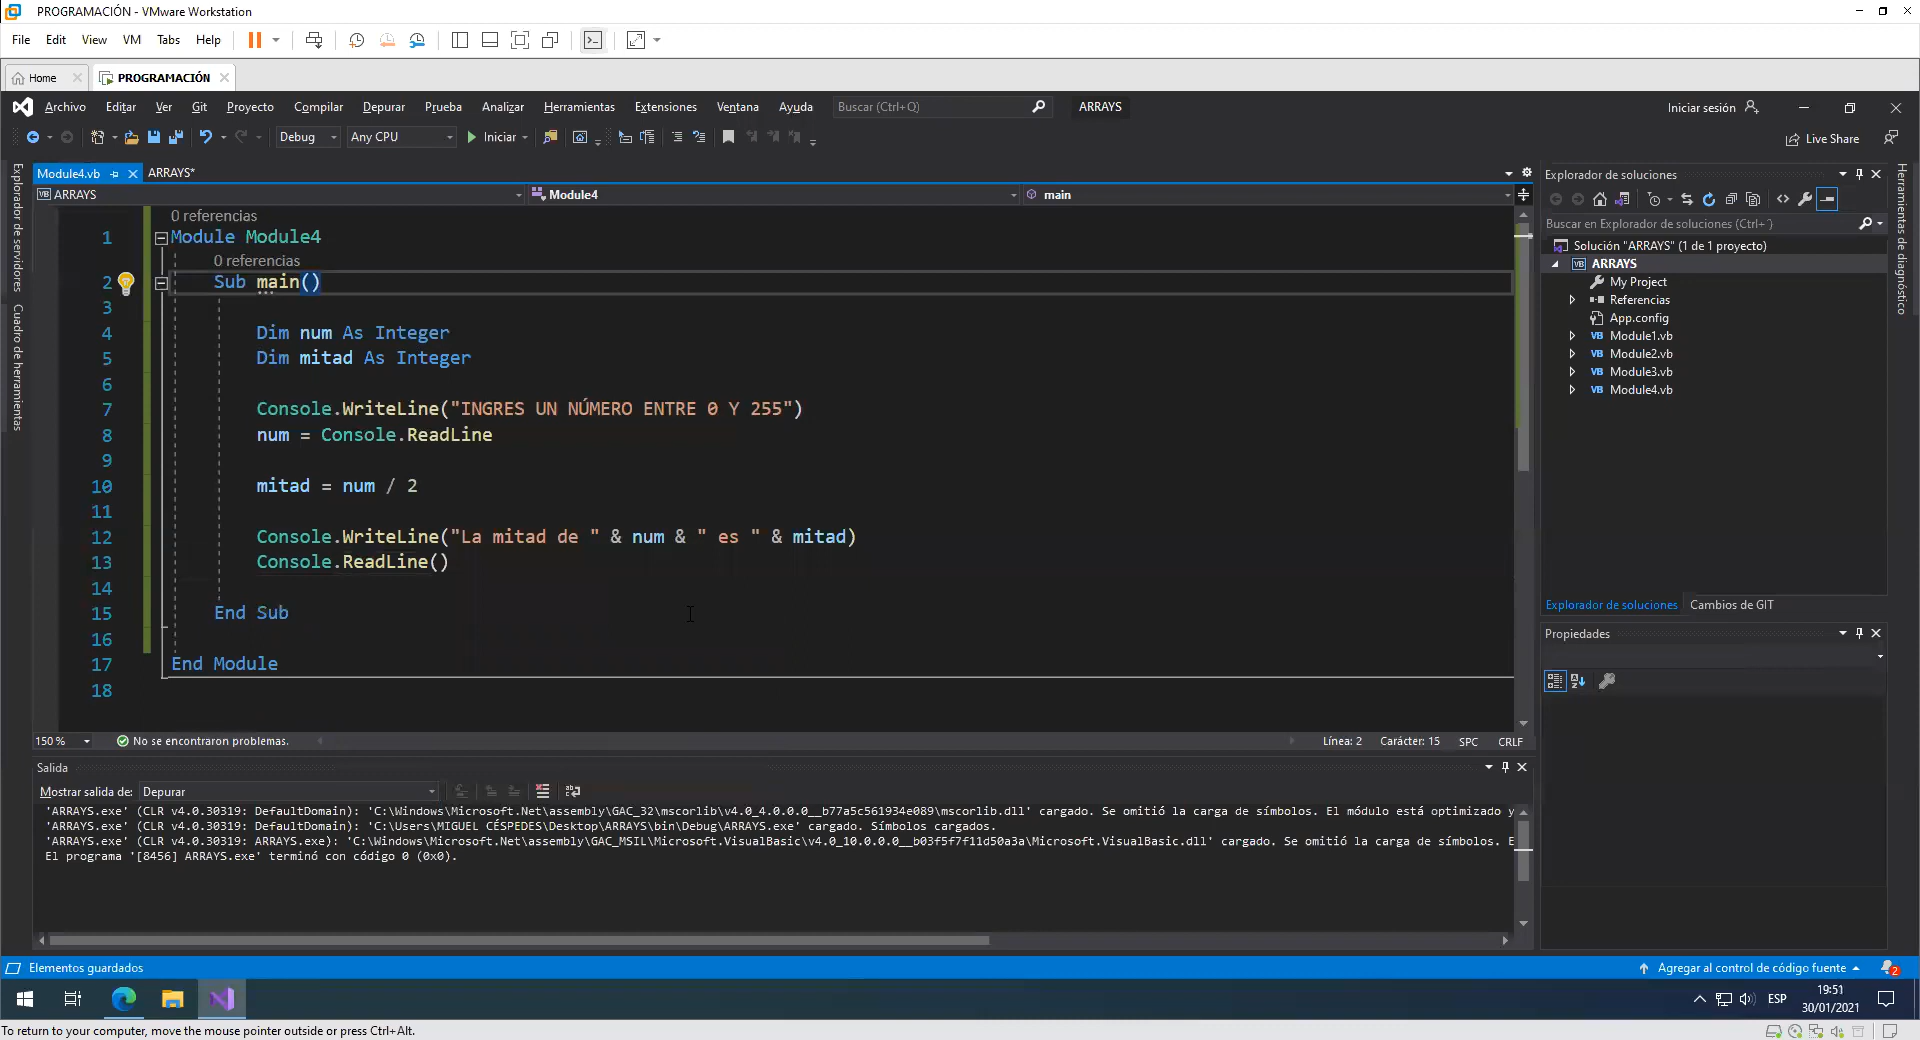 PROGRAMACIÓN - VMware Workstation
File Edit View VM Tabs Help
Home PROGRAMACIÓN
Archivo Editar Ver Git Proyecto Compilar Depurar Prueba Analizar Herramientas Extensiones Ventana Ayuda Buscar (Ctrl+Q) ARRAYS Iniciar sesión
Debug Any CPU Iniciar Live Share
Explorador de servidores
Cuadro de herramientas
Module4.vb ARRAYS*
ARRAYS Module4 main
0 referencias
1 Module Module4
0 referencias
2 Sub main()
3
4 Dim num As Integer
5 Dim mitad As Integer
6
7 Console.WriteLine("INGRES UN NÚMERO ENTRE 0 Y 255")
8 num = Console.ReadLine
9
10 mitad = num / 2
11
12 Console.WriteLine("La mitad de " & num & " es " & mitad)
13 Console.ReadLine()
14
15 End Sub
16
17 End Module
18
150 % No se encontraron problemas. Línea: 2 Carácter: 15 SPC CRLF
Salida
Mostrar salida de: Depurar
'ARRAYS.exe' (CLR v4.0.30319: DefaultDomain): 'C:\Windows\Microsoft.Net\assembly\GAC_32\mscorlib\v4.0_4.0.0.0__b77a5c561934e089\mscorlib.dll' cargado. Se omitió la carga de símbolos. El módulo está optimizado y
'ARRAYS.exe' (CLR v4.0.30319: DefaultDomain): 'C:\Users\MIGUEL CÉSPEDES\Desktop\ARRAYS\bin\Debug\ARRAYS.exe' cargado. Símbolos cargados.
'ARRAYS.exe' (CLR v4.0.30319: ARRAYS.exe): 'C:\Windows\Microsoft.Net\assembly\GAC_MSIL\Microsoft.VisualBasic\v4.0_10.0.0.0__b03f5f7f11d50a3a\Microsoft.VisualBasic.dll' cargado. Se omitió la carga de símbolos. E
El programa '[8456] ARRAYS.exe' terminó con código 0 (0x0).
Explorador de soluciones
Buscar en Explorador de soluciones (Ctrl+¨)
Solución "ARRAYS" (1 de 1 proyecto)
ARRAYS
My Project
Referencias
App.config
Module1.vb
Module2.vb
Module3.vb
Module4.vb
Explorador de soluciones Cambios de GIT
Propiedades
Herramientas de diagnóstico
Elementos guardados Agregar al control de código fuente 2
ESP 19:51
30/01/2021
To return to your computer, move the mouse pointer outside or press Ctrl+Alt.